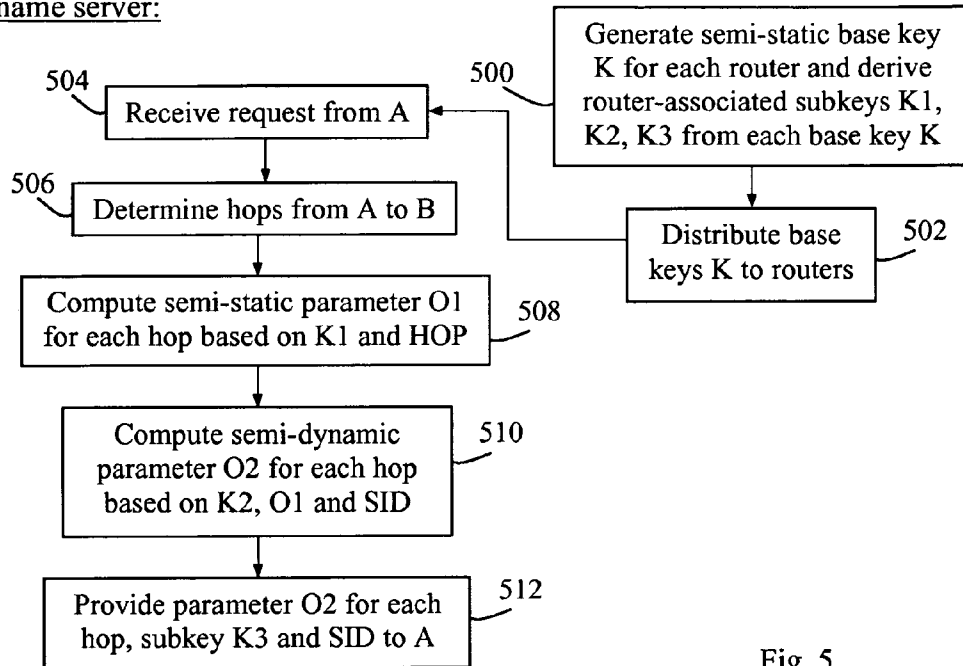 name server:
500
Generate semi-static base key
K for each router and derive
router-associated subkeys K1,
K2, K3 from each base key K
502
Distribute base
keys K to routers
504
Receive request from A
506
Determine hops from A to B
508
Compute semi-static parameter O1
for each hop based on K1 and HOP
510
Compute semi-dynamic
parameter O2 for each hop
based on K2, O1 and SID
512
Provide parameter O2 for each
hop, subkey K3 and SID to A
Fig. 5